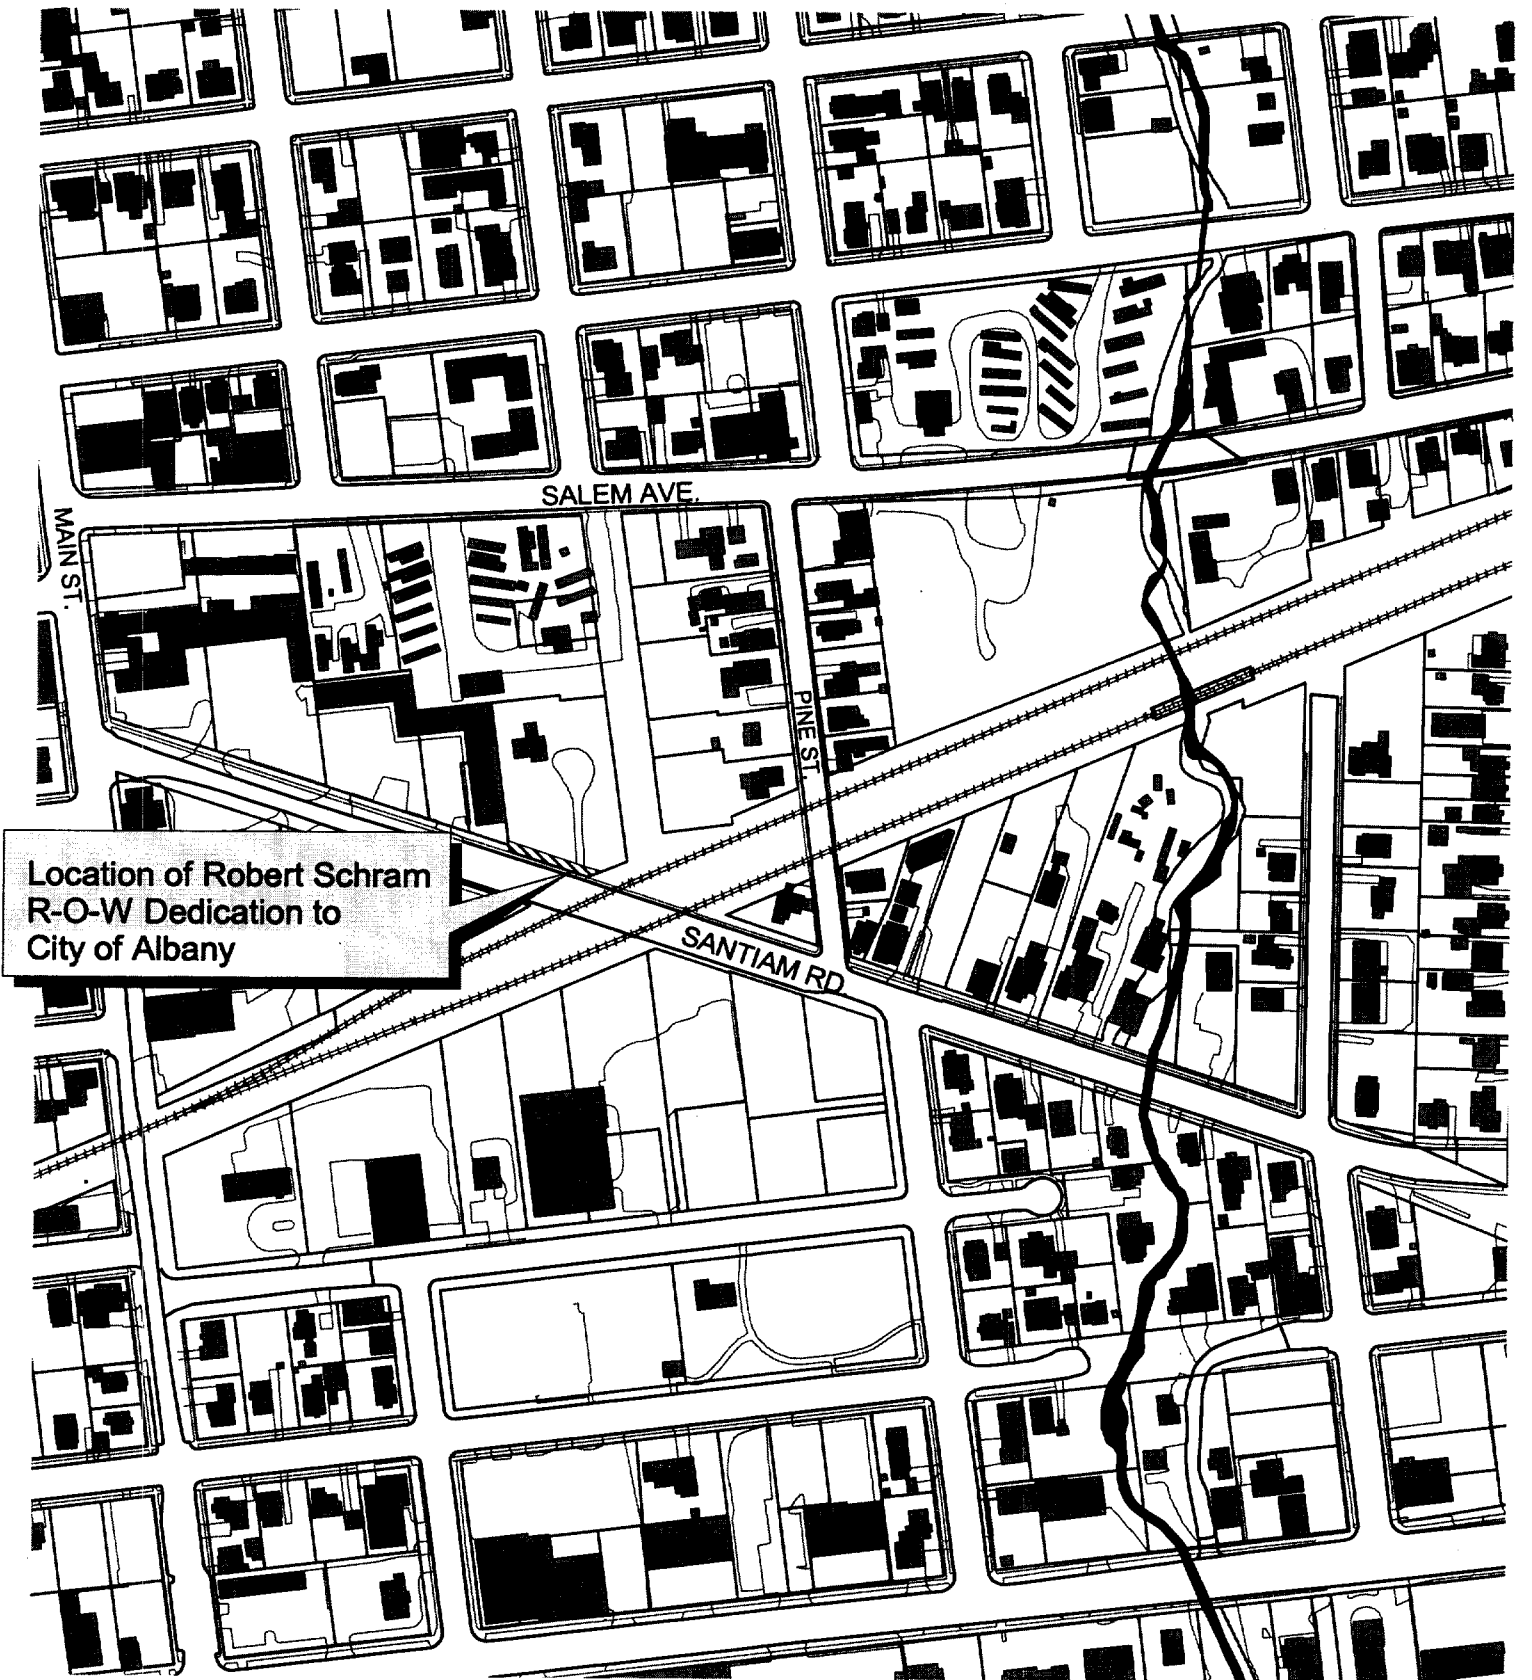 SALEM AVE.
MAIN ST.
PINE ST.
Location of Robert Schram
R-O-W Dedication to
City of Albany
SANTIAM RD